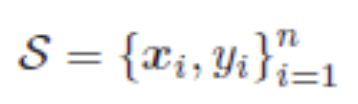 𝒮 = {𝒙ᵢ, yᵢ}ⁿᵢ₌₁